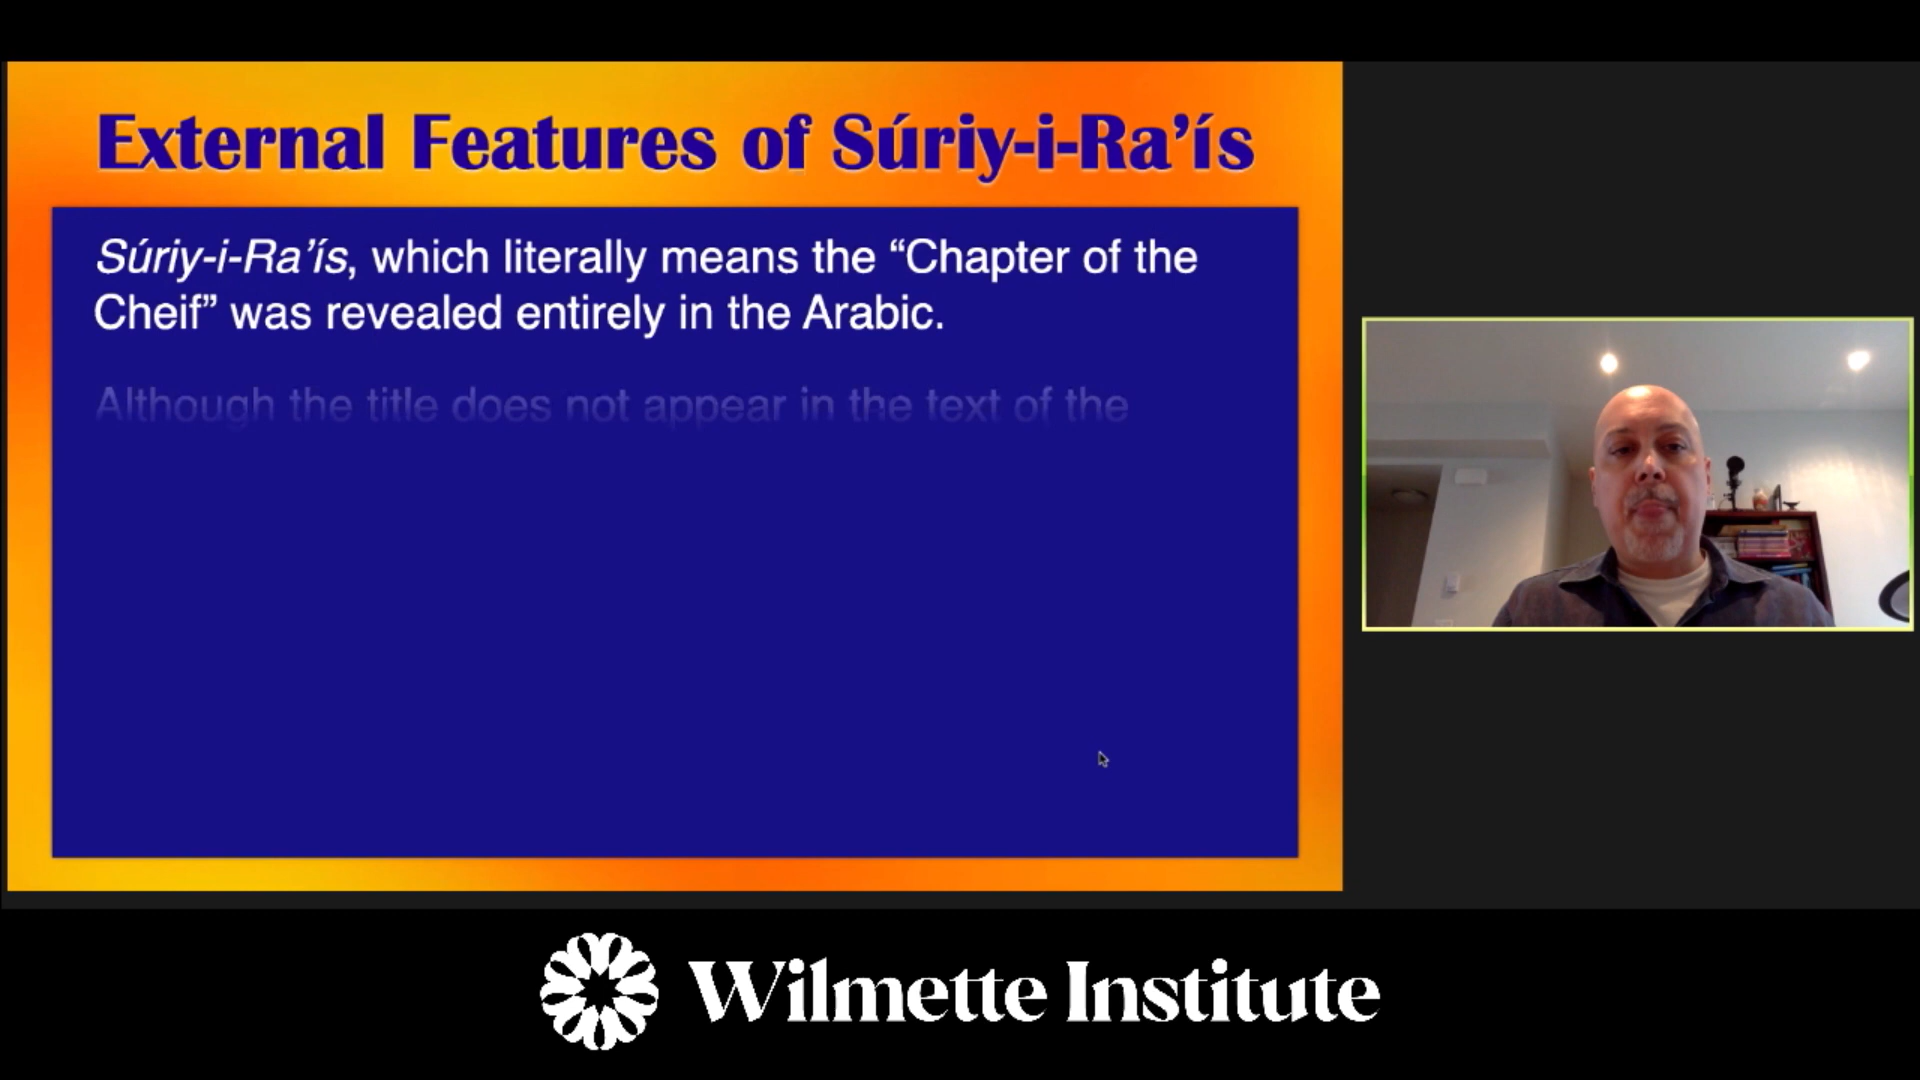 External Features of Súriy-i-Ra’ís
Súriy-i-Ra’ís, which literally means the “Chapter of the
Cheif” was revealed entirely in the Arabic.
Although the title does not appear in the text of the
Wilmette Institute